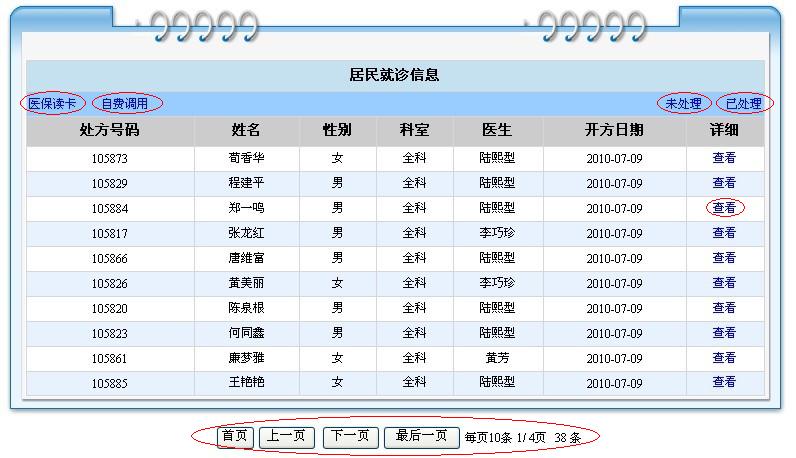 居民就诊信息
医保读卡 自费调用 未处理 已处理
处方号码 姓名 性别 科室 医生 开方日期 详细
105873 荀香华 女 全科 陆熙型 2010-07-09 查看
105829 程建平 男 全科 陆熙型 2010-07-09 查看
105884 郑一鸣 男 全科 陆熙型 2010-07-09 查看
105817 张龙红 男 全科 李巧珍 2010-07-09 查看
105866 唐维富 男 全科 陆熙型 2010-07-09 查看
105826 黄美丽 女 全科 李巧珍 2010-07-09 查看
105820 陈泉根 男 全科 陆熙型 2010-07-09 查看
105823 何同鑫 男 全科 陆熙型 2010-07-09 查看
105861 廉梦雅 女 全科 黄芳 2010-07-09 查看
105885 王艳艳 女 全科 陆熙型 2010-07-09 查看
首页 上一页 下一页 最后一页 每页10条 1/4页 38 条